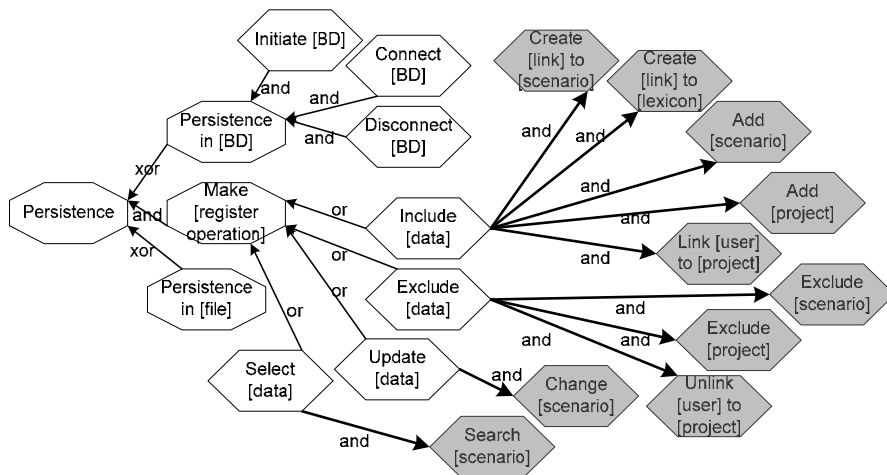 Initiate [BD]
and
Connect
[BD]
and
Persistence
in [BD]
Disconnect
[BD]
and
xor
Persistence
and
Make
[register
operation]
xor
Persistence
in [file]
or
Include
[data]
or
Exclude
[data]
or
Update
[data]
or
Select
[data]
Create
[link] to
[scenario]
and
Create
[link] to
[lexicon]
and
Add
[scenario]
and
Add
[project]
and
Link [user]
to [project]
and
Exclude
[scenario]
and
Exclude
[project]
and
Unlink
[user] to
[project]
and
Change
[scenario]
and
Search
[scenario]
and